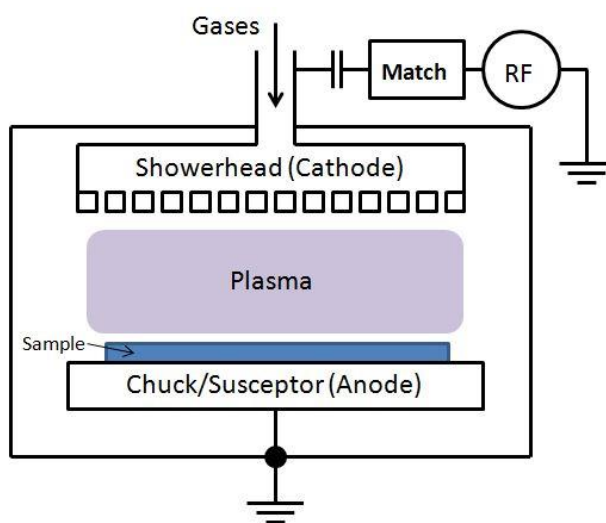 Gases
Match
RF
Showerhead (Cathode)
Plasma
Sample
Chuck/Susceptor (Anode)